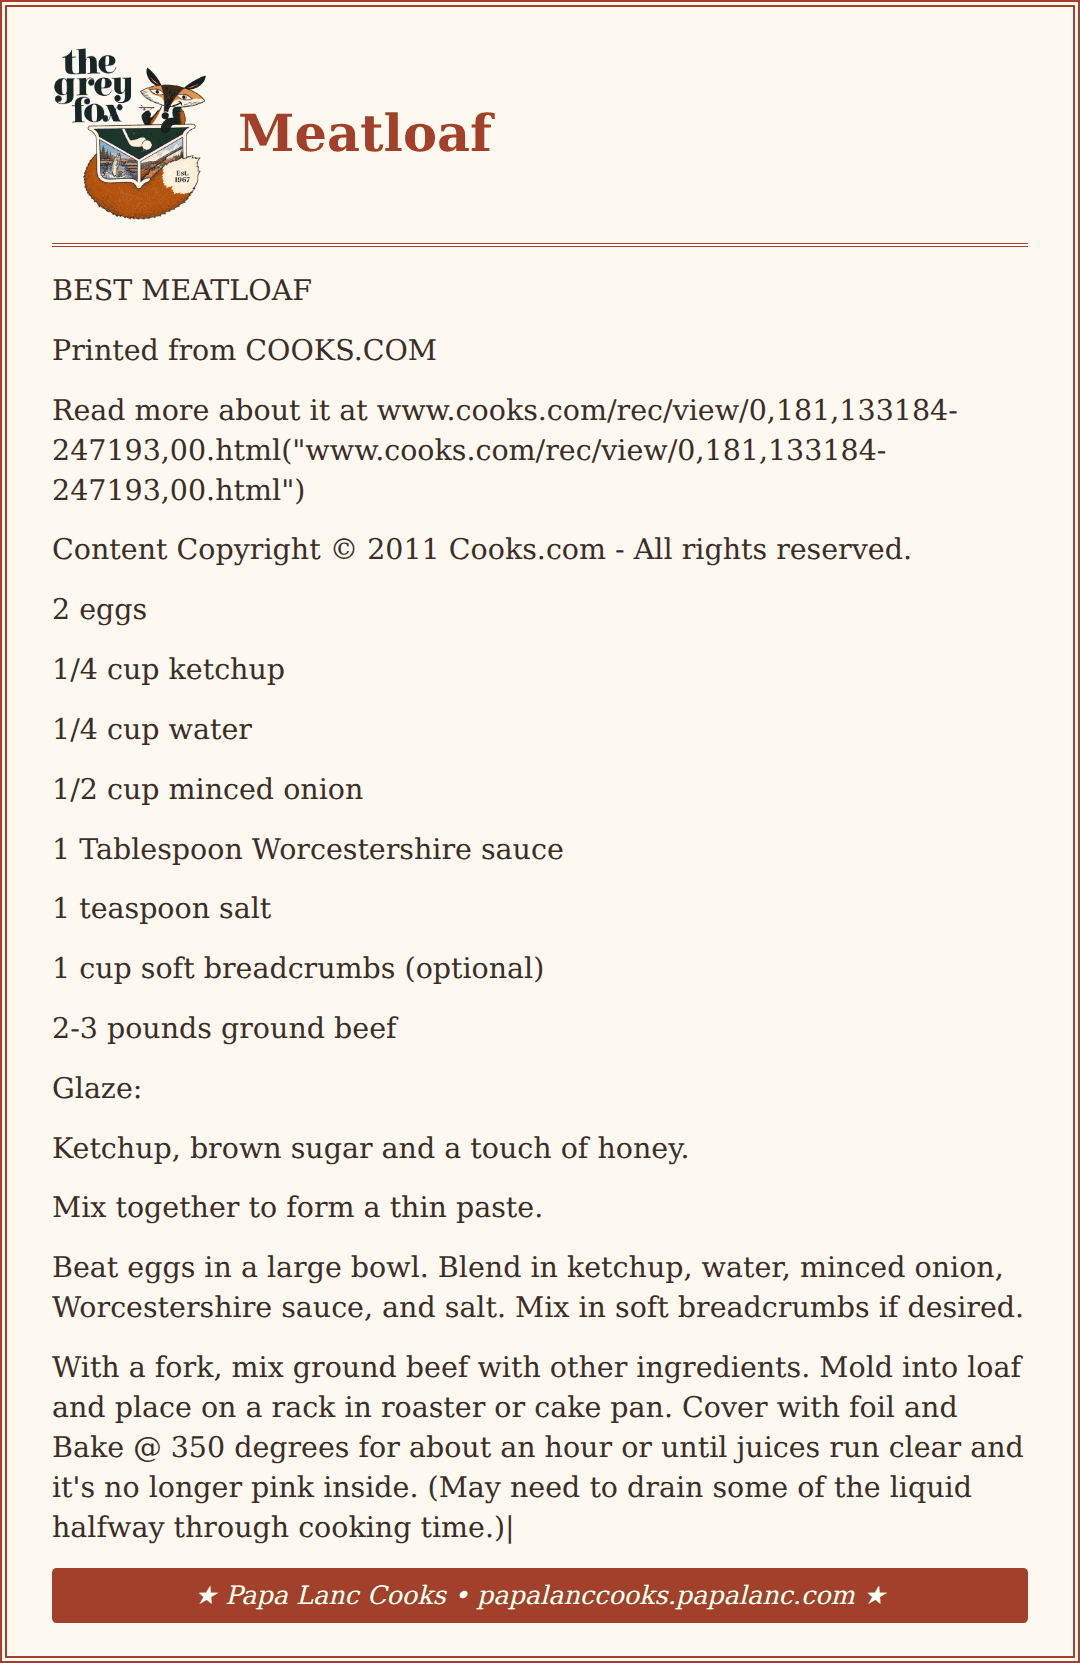 the
grey
fox
Est.
1967
Meatloaf
BEST MEATLOAF
Printed from COOKS.COM
Read more about it at www.cooks.com/rec/view/0,181,133184-
247193,00.html("www.cooks.com/rec/view/0,181,133184-
247193,00.html")
Content Copyright © 2011 Cooks.com - All rights reserved.
2 eggs
1/4 cup ketchup
1/4 cup water
1/2 cup minced onion
1 Tablespoon Worcestershire sauce
1 teaspoon salt
1 cup soft breadcrumbs (optional)
2-3 pounds ground beef
Glaze:
Ketchup, brown sugar and a touch of honey.
Mix together to form a thin paste.
Beat eggs in a large bowl. Blend in ketchup, water, minced onion,
Worcestershire sauce, and salt. Mix in soft breadcrumbs if desired.
With a fork, mix ground beef with other ingredients. Mold into loaf
and place on a rack in roaster or cake pan. Cover with foil and
Bake @ 350 degrees for about an hour or until juices run clear and
it's no longer pink inside. (May need to drain some of the liquid
halfway through cooking time.)|
★ Papa Lanc Cooks • papalanccooks.papalanc.com ★